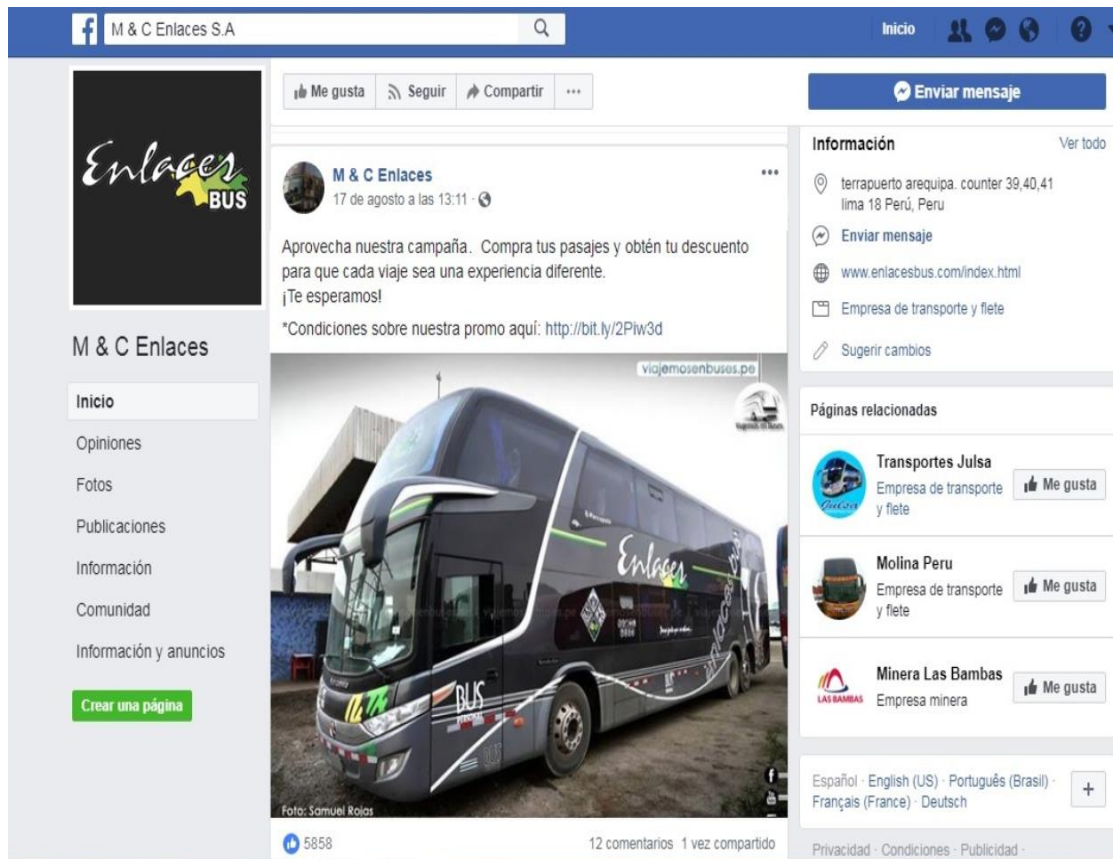 M & C Enlaces S.A
Inicio
Enlaces
BUS
M & C Enlaces
Inicio
Opiniones
Fotos
Publicaciones
Información
Comunidad
Información y anuncios
Crear una página
Me gusta
Seguir
Compartir
M & C Enlaces
17 de agosto a las 13:11
Aprovecha nuestra campaña. Compra tus pasajes y obtén tu descuento
para que cada viaje sea una experiencia diferente.
¡Te esperamos!
*Condiciones sobre nuestra promo aquí: http://bit.ly/2Piw3d
viajemosenbuses.pe
Enlaces
BUS
Foto: Samuel Rojas
5858
12 comentarios 1 vez compartido
Enviar mensaje
Información
Ver todo
terrapuerto arequipa. counter 39,40,41
lima 18 Perú, Peru
Enviar mensaje
www.enlacesbus.com/index.html
Empresa de transporte y flete
Sugerir cambios
Páginas relacionadas
Julsa
Transportes Julsa
Empresa de transporte
y flete
Me gusta
Molina Peru
Empresa de transporte
y flete
Me gusta
LAS BAMBAS
Minera Las Bambas
Empresa minera
Me gusta
Español · English (US) · Português (Brasil) ·
Français (France) · Deutsch
Privacidad · Condiciones · Publicidad ·